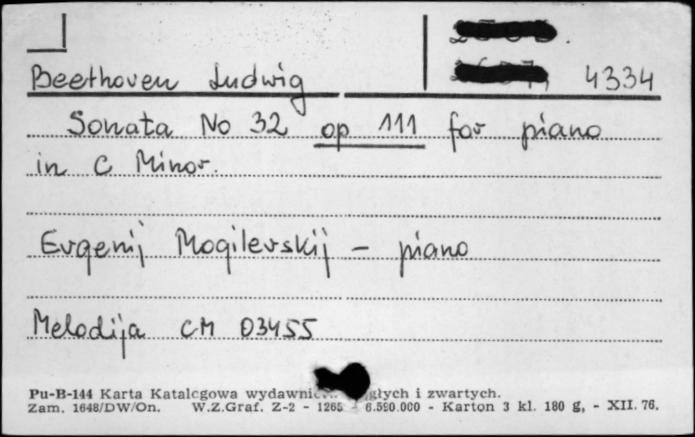 4334
Beethoven Ludwig
Sonata No 32 op 111 for piano
in C Minor.
Evgenij Mogilevskij - piano
Melodija CM 03455
Pu-B-144 Karta Katalogowa wydawnic i zwartych.
Zam. 1648/DW/On. W.Z.Graf. Z-2 - 1265 - 6.590.000 - Karton 3 kl. 180 g, - XII. 76.